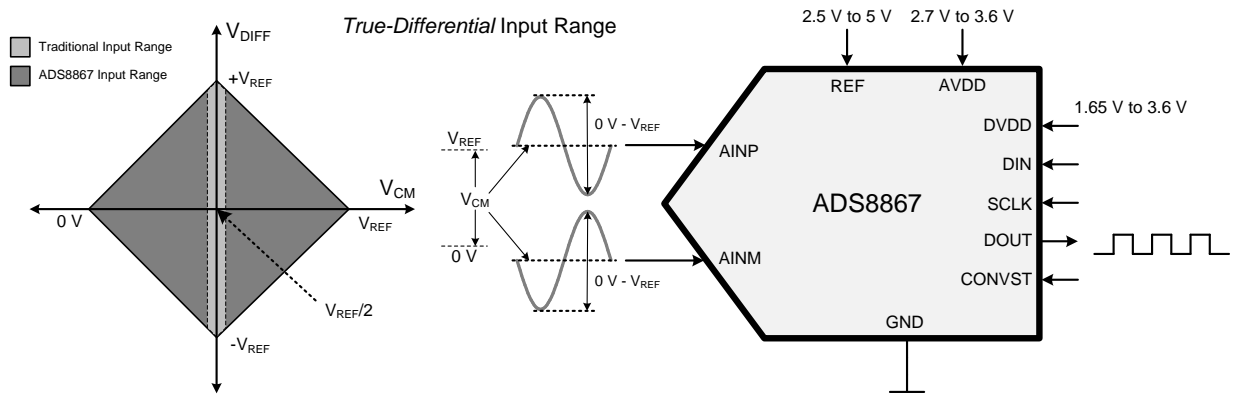 True-Differential Input Range
Traditional Input Range
ADS8867 Input Range
VDIFF
+VREF
VCM
0 V
VREF
VREF/2
-VREF
VREF
VCM
0 V
0 V - VREF
0 V - VREF
2.5 V to 5 V
2.7 V to 3.6 V
REF
AVDD
1.65 V to 3.6 V
DVDD
AINP
DIN
ADS8867
SCLK
DOUT
AINM
CONVST
GND